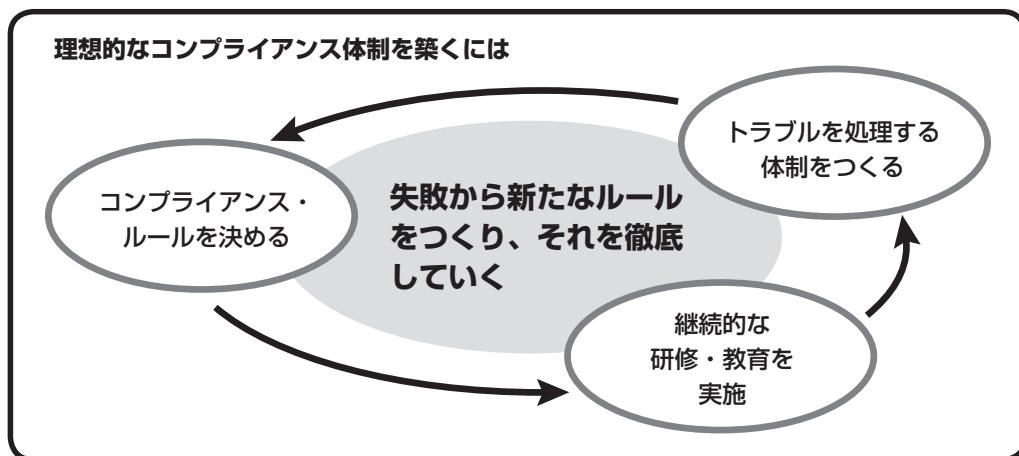 理想的なコンプライアンス体制を築くには
トラブルを処理する
体制をつくる
コンプライアンス・
ルールを決める
失敗から新たなルール
をつくり、それを徹底
していく
継続的な
研修・教育を
実施